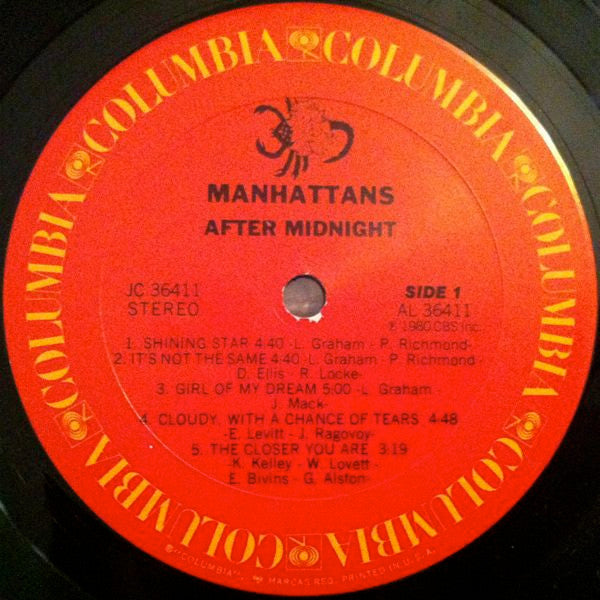 COLUMBIA COLUMBIA COLUMBIA COLUMBIA COLUMBIA COLUMBIA
MANHATTANS
AFTER MIDNIGHT
JC 36411
STEREO
SIDE 1
AL 36411
℗ 1980 CBS Inc.
1. SHINING STAR 4:40 -L. Graham - P. Richmond-
2. IT'S NOT THE SAME 4:40 -L. Graham - P. Richmond -
D. Ellis - R. Locke-
3. GIRL OF MY DREAM 5:00 -L. Graham -
J. Mack-
4. CLOUDY, WITH A CHANCE OF TEARS 4:48
-E. Levitt - J. Ragovoy-
5. THE CLOSER YOU ARE 3:19
-K. Kelley - W. Lovett -
E. Bivins - G. Alston-
"COLUMBIA", MARCAS REG. PRINTED IN U.S.A.